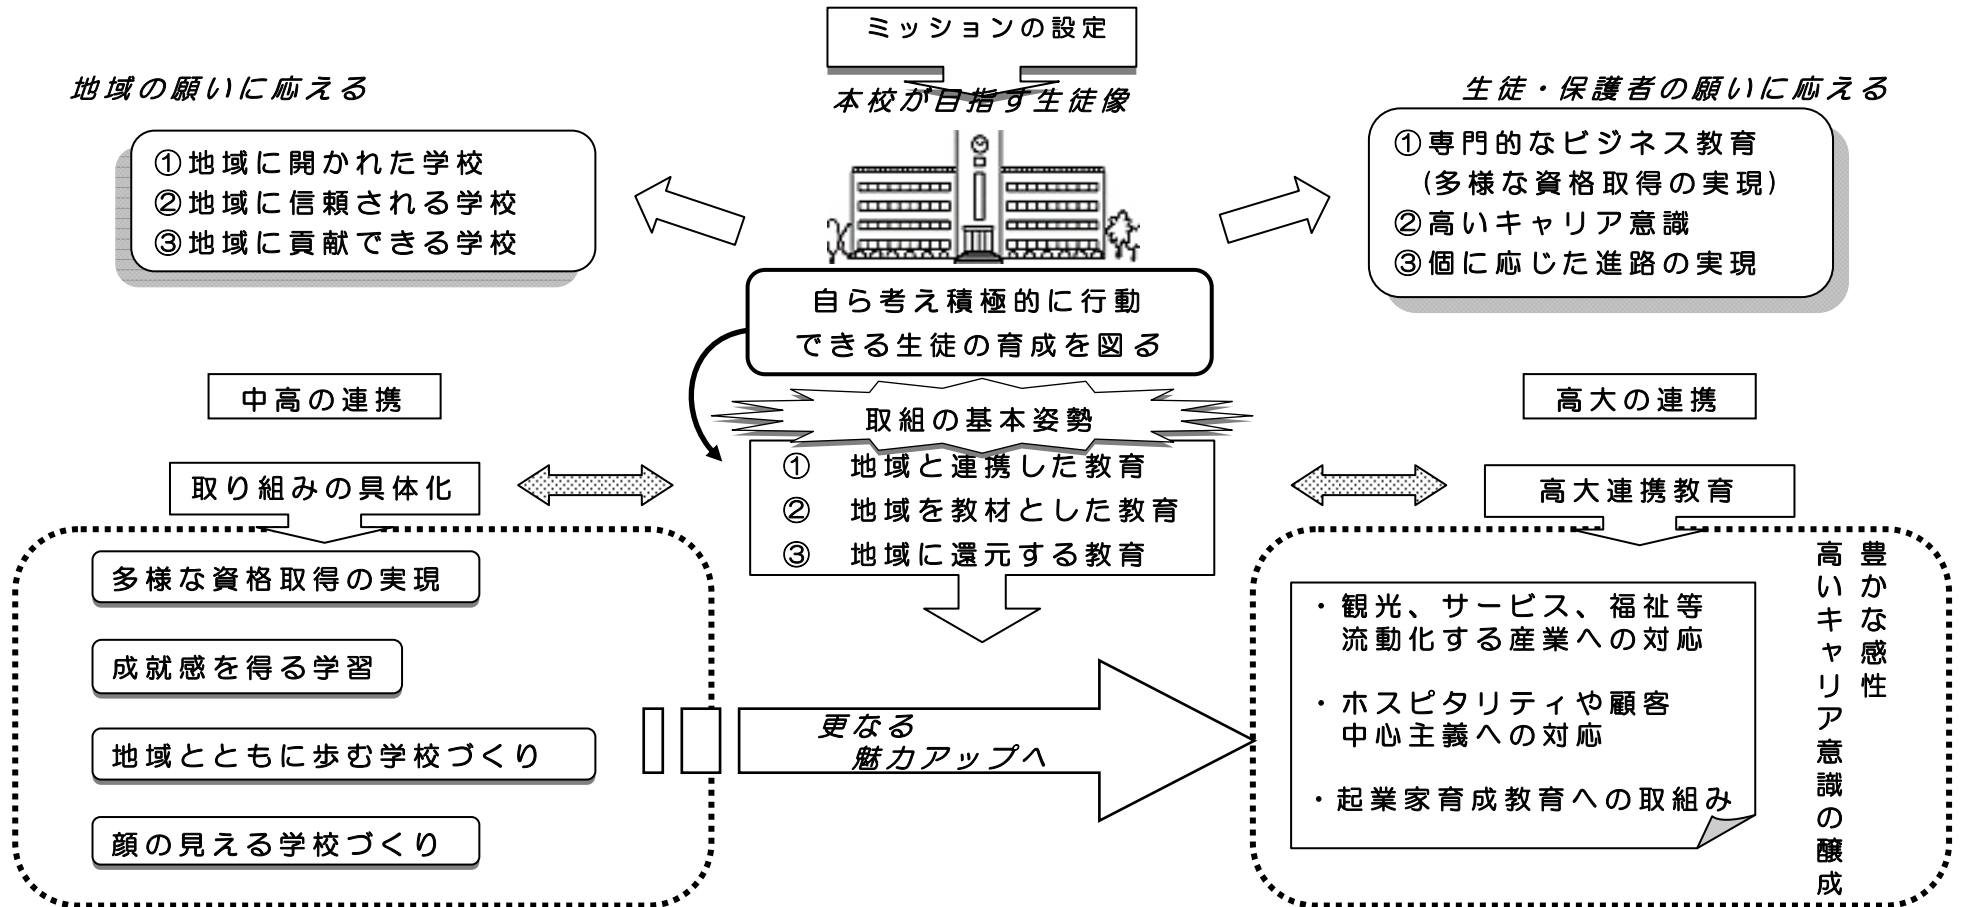 ミッションの設定
地域の願いに応える
本校が目指す生徒像
生徒・保護者の願いに応える
①地域に開かれた学校
②地域に信頼される学校
③地域に貢献できる学校
①専門的なビジネス教育
(多様な資格取得の実現)
②高いキャリア意識
③個に応じた進路の実現
自ら考え積極的に行動
できる生徒の育成を図る
中高の連携
取組の基本姿勢
高大の連携
① 地域と連携した教育
② 地域を教材とした教育
③ 地域に還元する教育
取り組みの具体化
高大連携教育
多様な資格取得の実現
成就感を得る学習
地域とともに歩む学校づくり
顔の見える学校づくり
更なる
魅力アップへ
・観光、サービス、福祉等
流動化する産業への対応
・ホスピタリティや顧客
中心主義への対応
・起業家育成教育への取組み
豊かな感性
高いキャリア意識の醸成